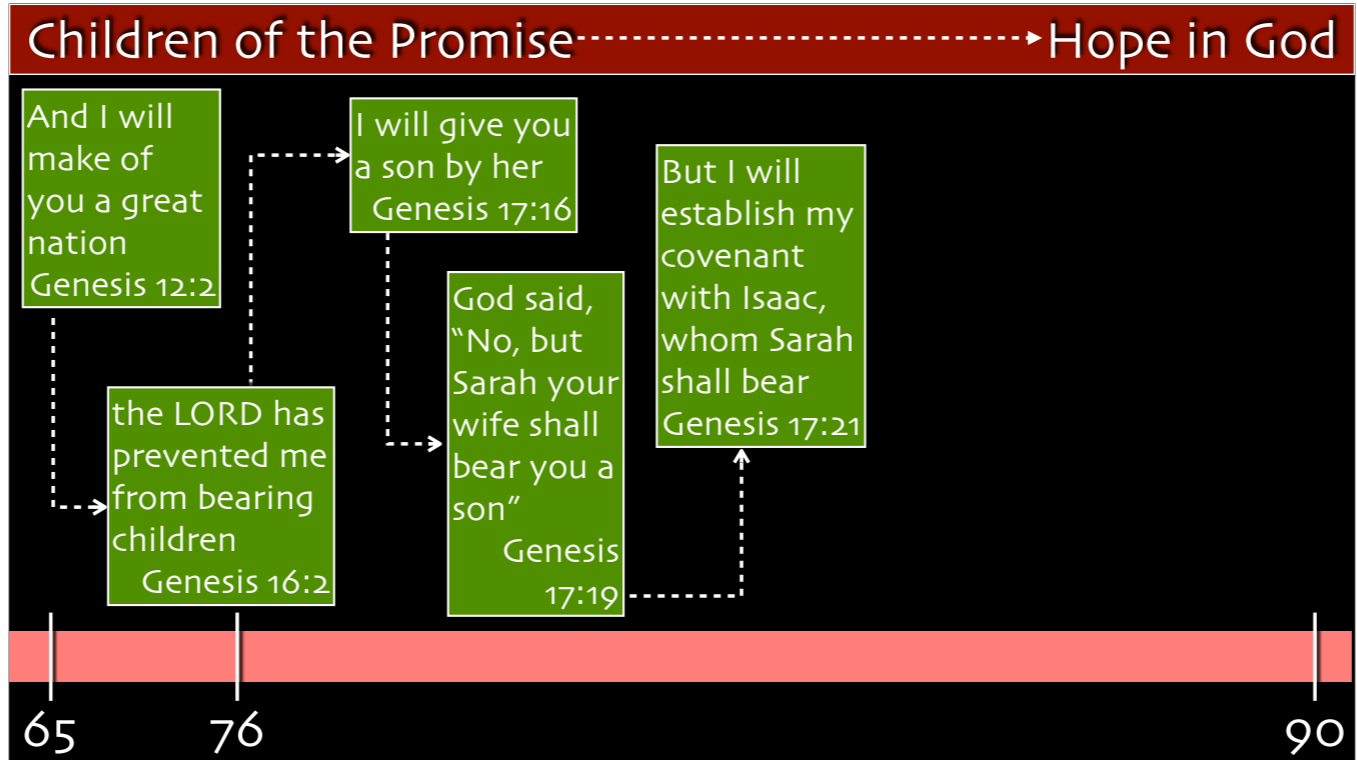 Children of the Promise Hope in God
And I will
make of
you a great
nation
Genesis 12:2
the LORD has
prevented me
from bearing
children
Genesis 16:2
I will give you
a son by her
Genesis 17:16
God said,
“No, but
Sarah your
wife shall
bear you a
son”
Genesis
17:19
But I will
establish my
covenant
with Isaac,
whom Sarah
shall bear
Genesis 17:21
65 76 90